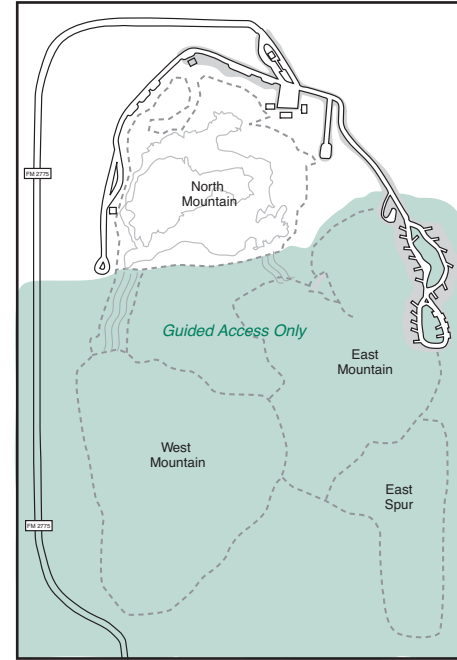 FM 2775
North
Mountain
Guided Access Only
East
Mountain
West
Mountain
East
Spur
FM 2775